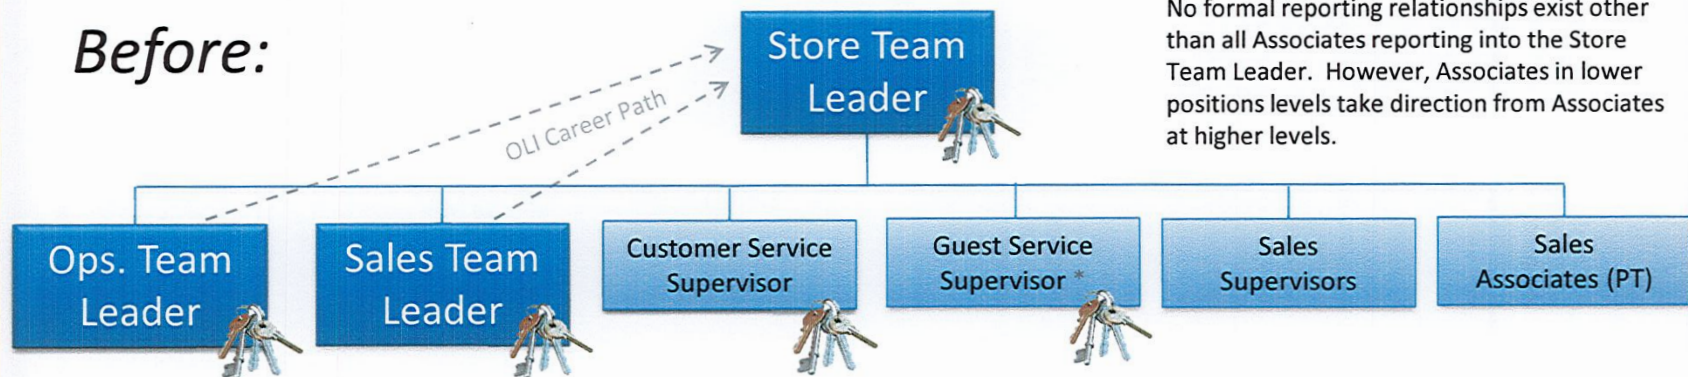 Before:
No formal reporting relationships exist other
than all Associates reporting into the Store
Team Leader. However, Associates in lower
positions levels take direction from Associates
at higher levels.
Store Team
Leader
OLI Career Path
Ops. Team
Leader
Sales Team
Leader
Customer Service
Supervisor
Guest Service
Supervisor *
Sales
Supervisors
Sales
Associates (PT)